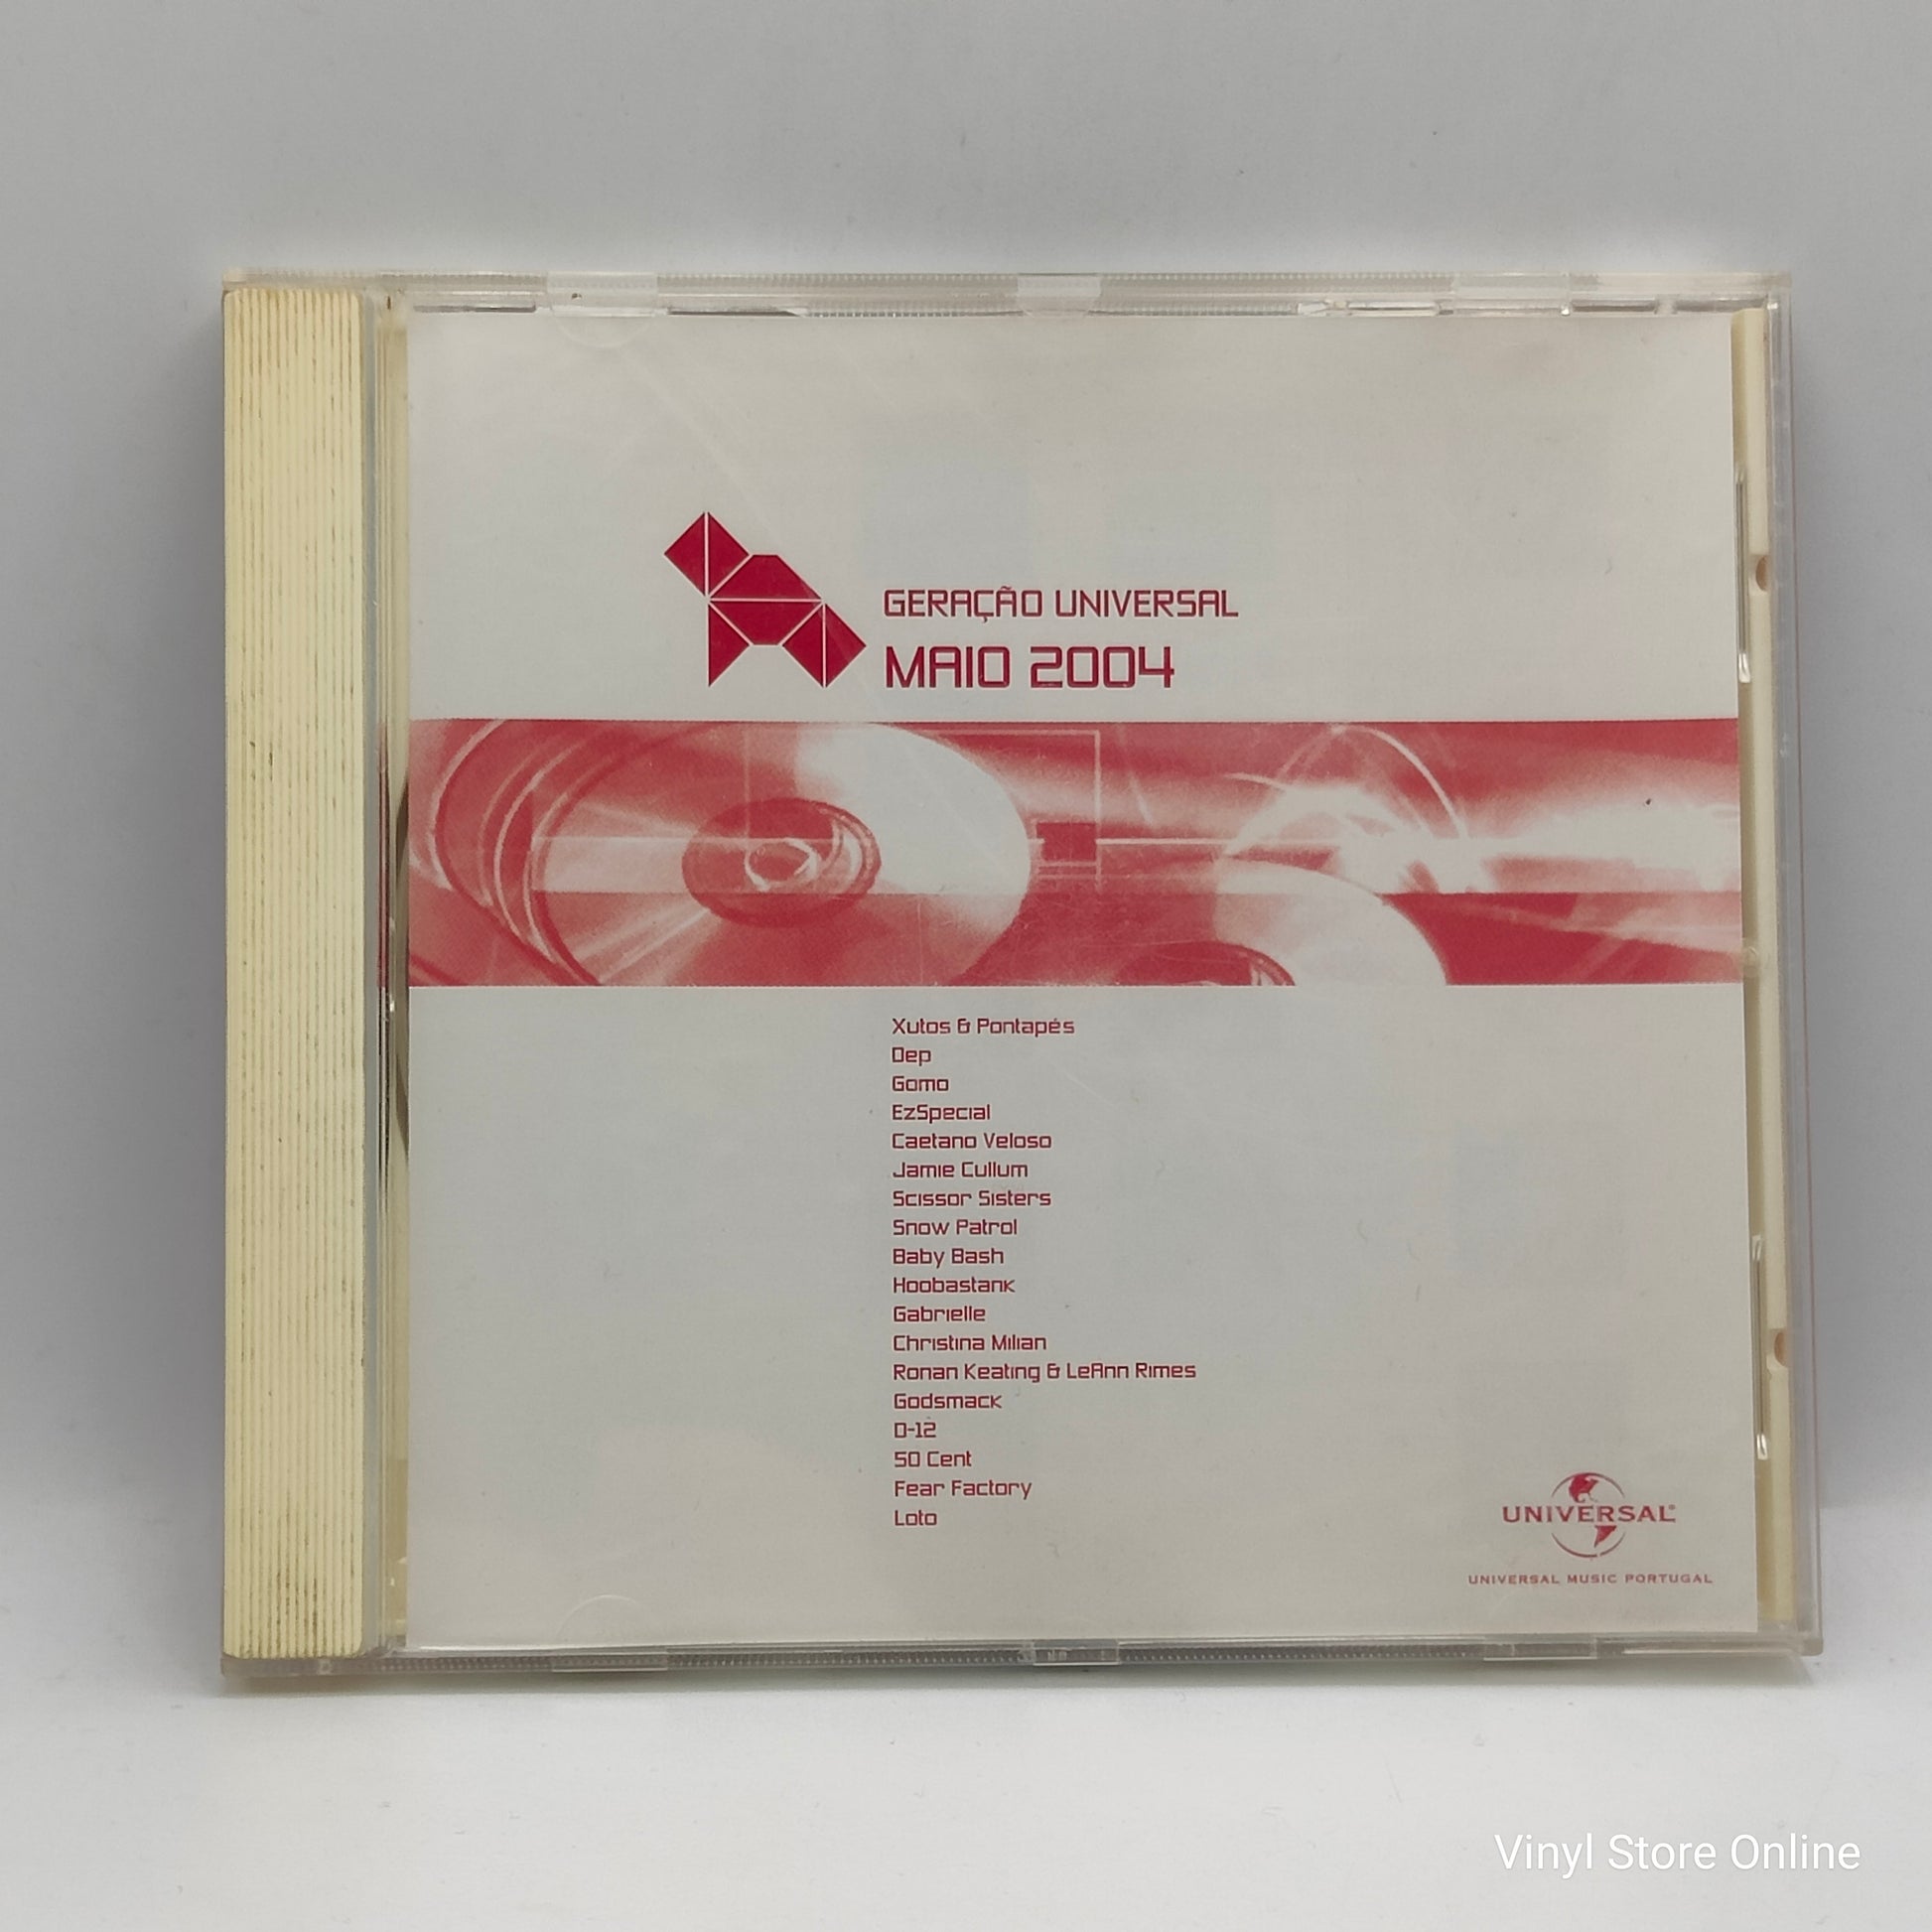 GERAÇÃO UNIVERSAL
MAIO 2004
Xutos & Pontapés
Dep
Gomo
EzSpecial
Caetano Veloso
Jamie Cullum
Scissor Sisters
Snow Patrol
Baby Bash
Hoobastank
Gabrielle
Christina Milian
Ronan Keating & LeAnn Rimes
Godsmack
D-12
50 Cent
Fear Factory
Loto
UNIVERSAL
UNIVERSAL MUSIC PORTUGAL
Vinyl Store Online